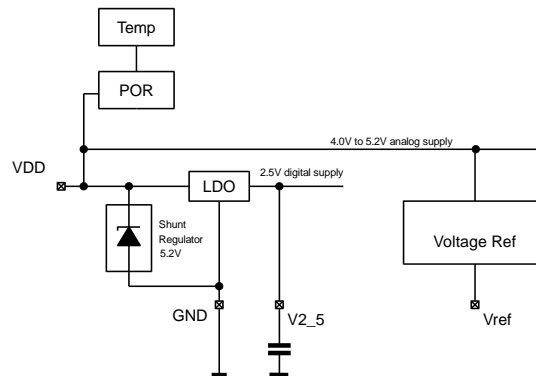 Temp
POR
4.0V to 5.2V analog supply
VDD
LDO
2.5V digital supply
Shunt
Regulator
5.2V
Voltage Ref
GND
V2_5
Vref